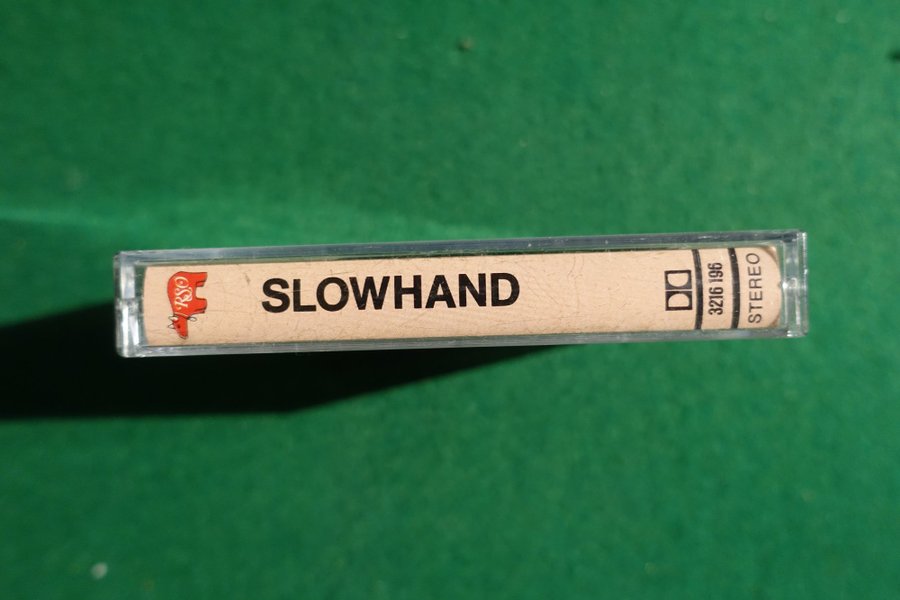 RSO
SLOWHAND
3216 196
STEREO